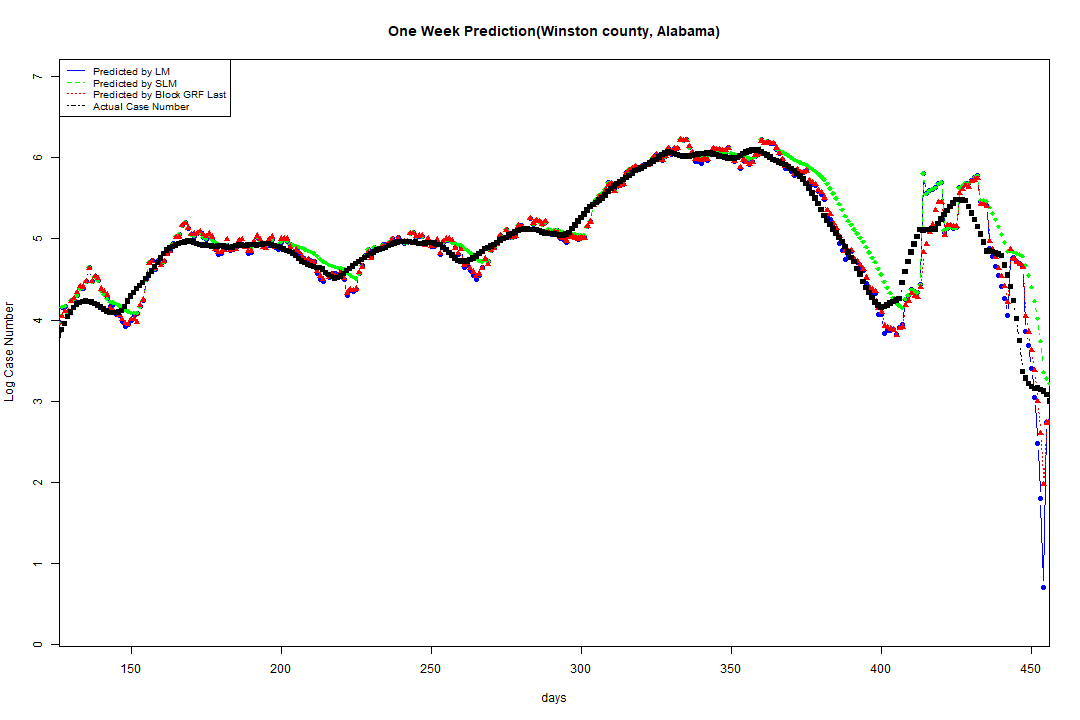 One Week Prediction(Winston county, Alabama)
Predicted by LM
Predicted by SLM
Predicted by Block GRF Last
Actual Case Number
7
6
5
4
3
2
1
0
Log Case Number
150 200 250 300 350 400 450
days